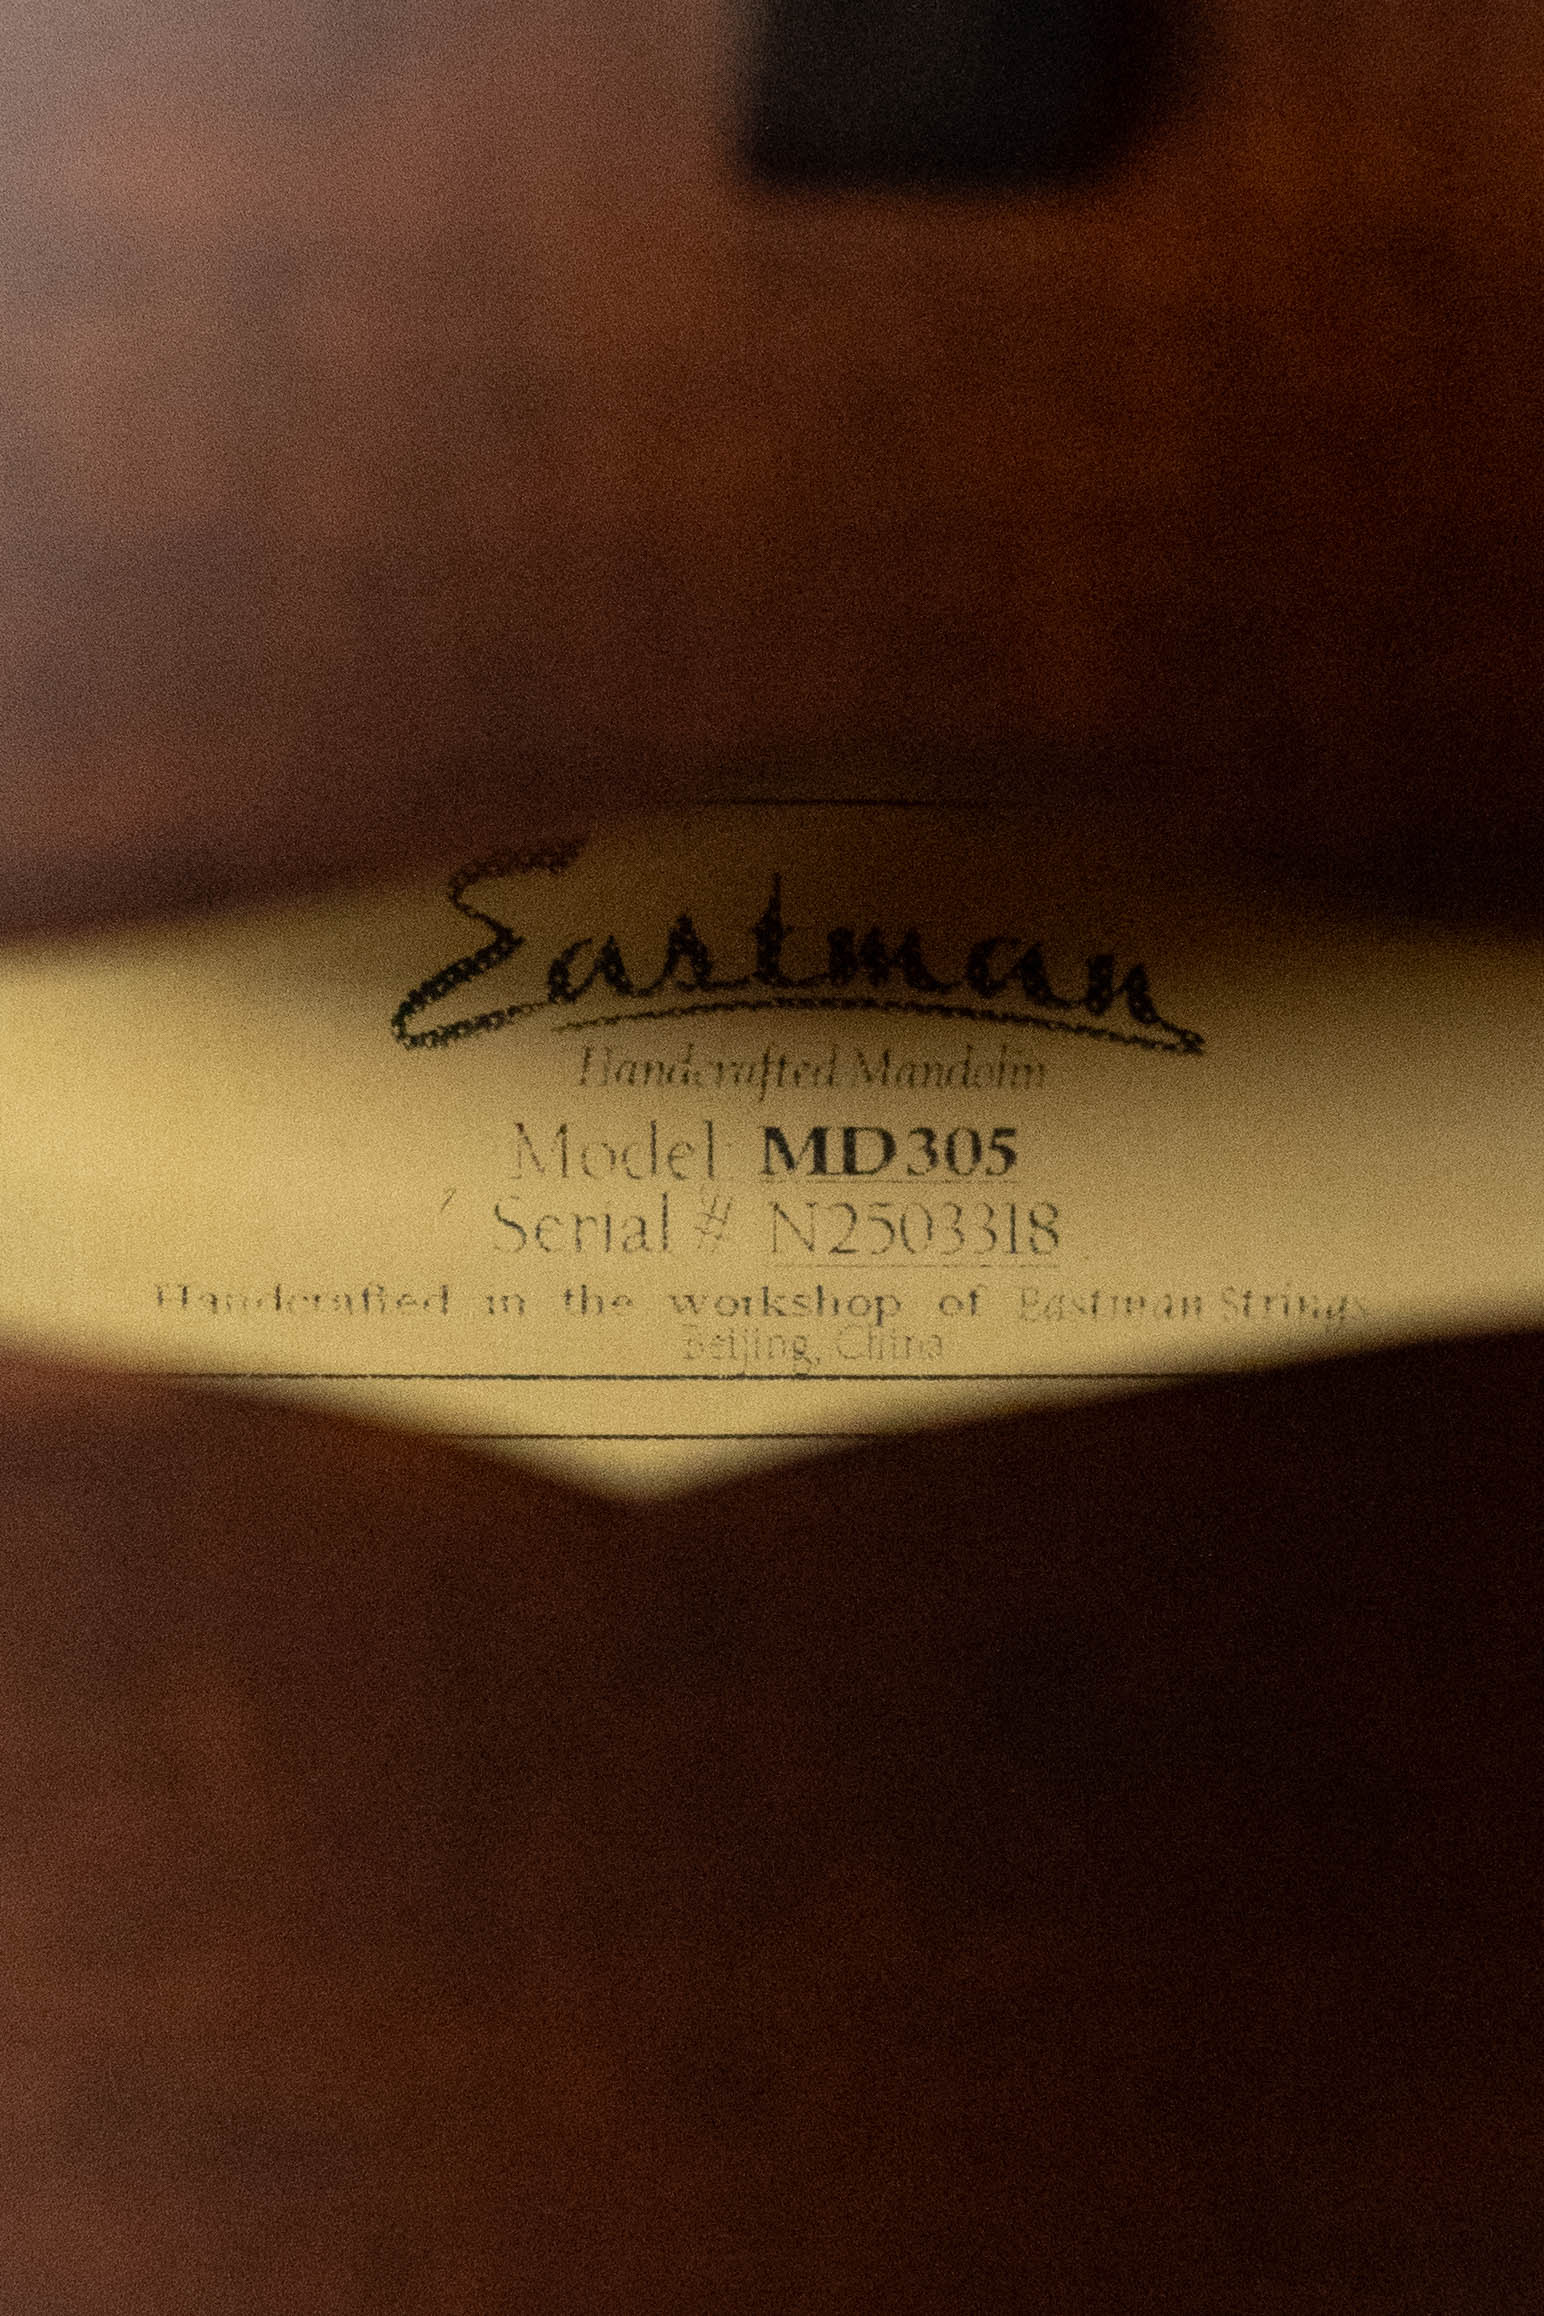 Eastman
Handcrafted Mandolin
Model: MD305
Serial # N2503318
Handcrafted in the workshop of Eastman Strings
Beijing, China